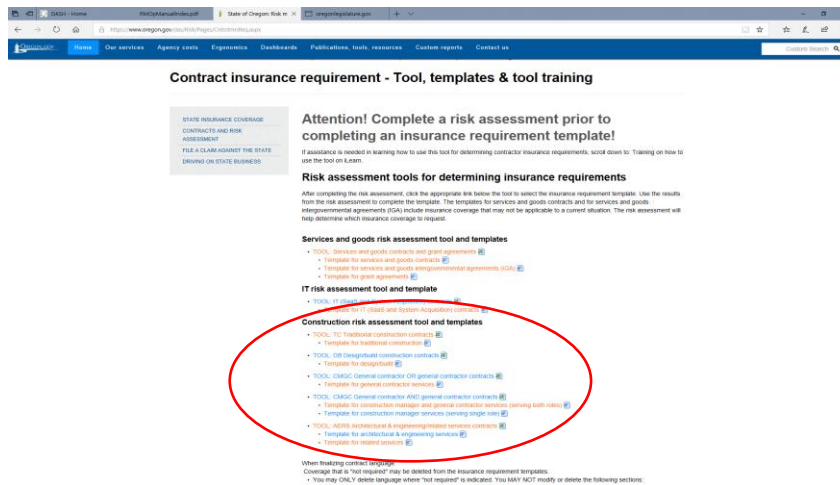 DASH - Home
RiskOpManualIndex.pdf
State of Oregon: Risk m
oregonlegislature.gov
https://www.oregon.gov/das/Risk/Pages/CntrctrInsReq.aspx
Home Our services Agency costs Ergonomics Dashboards Publications, tools, resources Custom reports Contact us
Custom Search
Contract insurance requirement - Tool, templates & tool training
STATE INSURANCE COVERAGE
CONTRACTS AND RISK
ASSESSMENT
FILE A CLAIM AGAINST THE STATE
DRIVING ON STATE BUSINESS
Attention! Complete a risk assessment prior to
completing an insurance requirement template!
If assistance is needed in learning how to use this tool for determining contractor insurance requirements, scroll down to: Training on how to
use the tool on iLearn.
Risk assessment tools for determining insurance requirements
After completing the risk assessment, click the appropriate link below the tool to select the insurance requirement template. Use the results
from the risk assessment to complete the template. The templates for services and goods contracts and for services and goods
intergovernmental agreements (IGA) include insurance coverage that may not be applicable to a current situation. The risk assessment will
help determine which insurance coverage to request.
Services and goods risk assessment tool and templates
• TOOL: Services and goods contracts and grant agreements
• Template for services and goods contracts
• Template for services and goods intergovernmental agreements (IGA)
• Template for grant agreements
IT risk assessment tool and template
• TOOL: IT (SaaS and System Acquisition) contracts
• Template for IT (SaaS and System Acquisition) contracts
Construction risk assessment tool and templates
• TOOL: TC Traditional construction contracts
• Template for traditional construction
• TOOL: DB Design/build construction contracts
• Template for design/build
• TOOL: CMGC General contractor OR general contractor contracts
• Template for general contractor services
• TOOL: CMGC General contractor AND general contractor contracts
• Template for construction manager and general contractor services (serving both roles)
• Template for construction manager services (serving single role)
• TOOL: AERS Architectural & engineering/related services contracts
• Template for architectural & engineering services
• Template for related services
When finalizing contract language:
Coverage that is "not required" may be deleted from the insurance requirement templates.
• You may ONLY delete language where "not required" is indicated. You MAY NOT modify or delete the following sections: